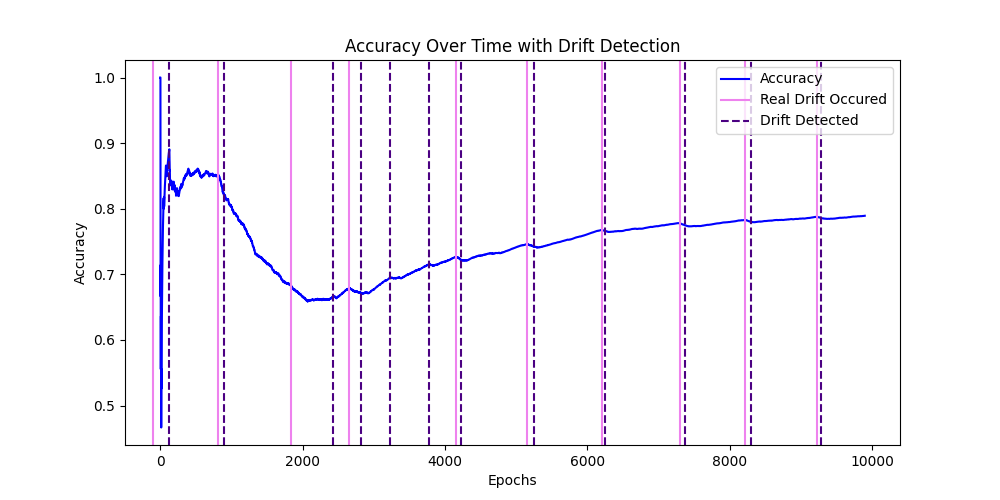 Accuracy Over Time with Drift Detection
Accuracy
Real Drift Occured
Drift Detected
1.0
0.9
0.8
0.7
0.6
0.5
Accuracy
0 2000 4000 6000 8000 10000
Epochs